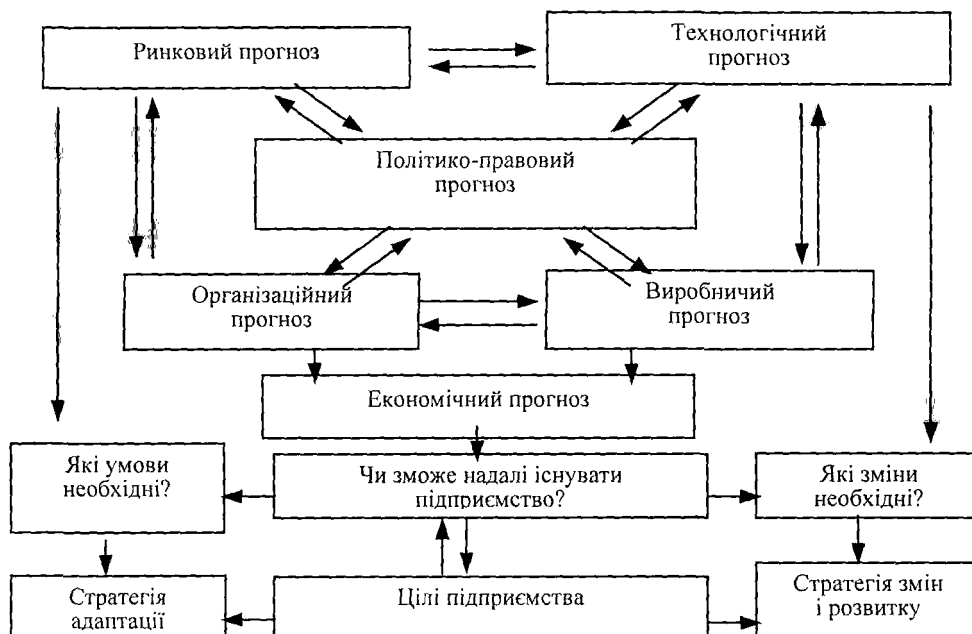 Ринковий прогноз
Технологічний
прогноз
Політико-правовий
прогноз
Організаційний
прогноз
Виробничий
прогноз
Економічний прогноз
Які умови
необхідні?
Чи зможе надалі існувати
підприємство?
Які зміни
необхідні?
Стратегія
адаптації
Цілі підприємства
Стратегія змін
і розвитку